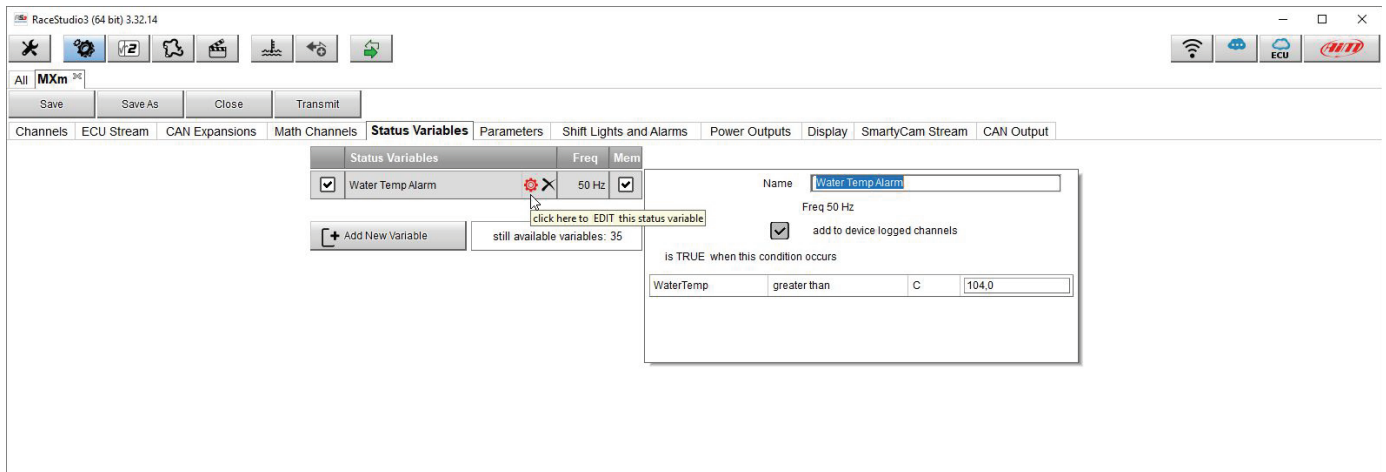 RaceStudio3 (64 bit) 3.32.14
ECU
AiM
All MXm
Save Save As Close Transmit
Channels ECU Stream CAN Expansions Math Channels Status Variables Parameters Shift Lights and Alarms Power Outputs Display SmartyCam Stream CAN Output
Status Variables Freq Mem
Water Temp Alarm 50 Hz
click here to EDIT this status variable
Add New Variable still available variables: 35
Name Water Temp Alarm
Freq 50 Hz
add to device logged channels
is TRUE when this condition occurs
WaterTemp greater than C 104,0